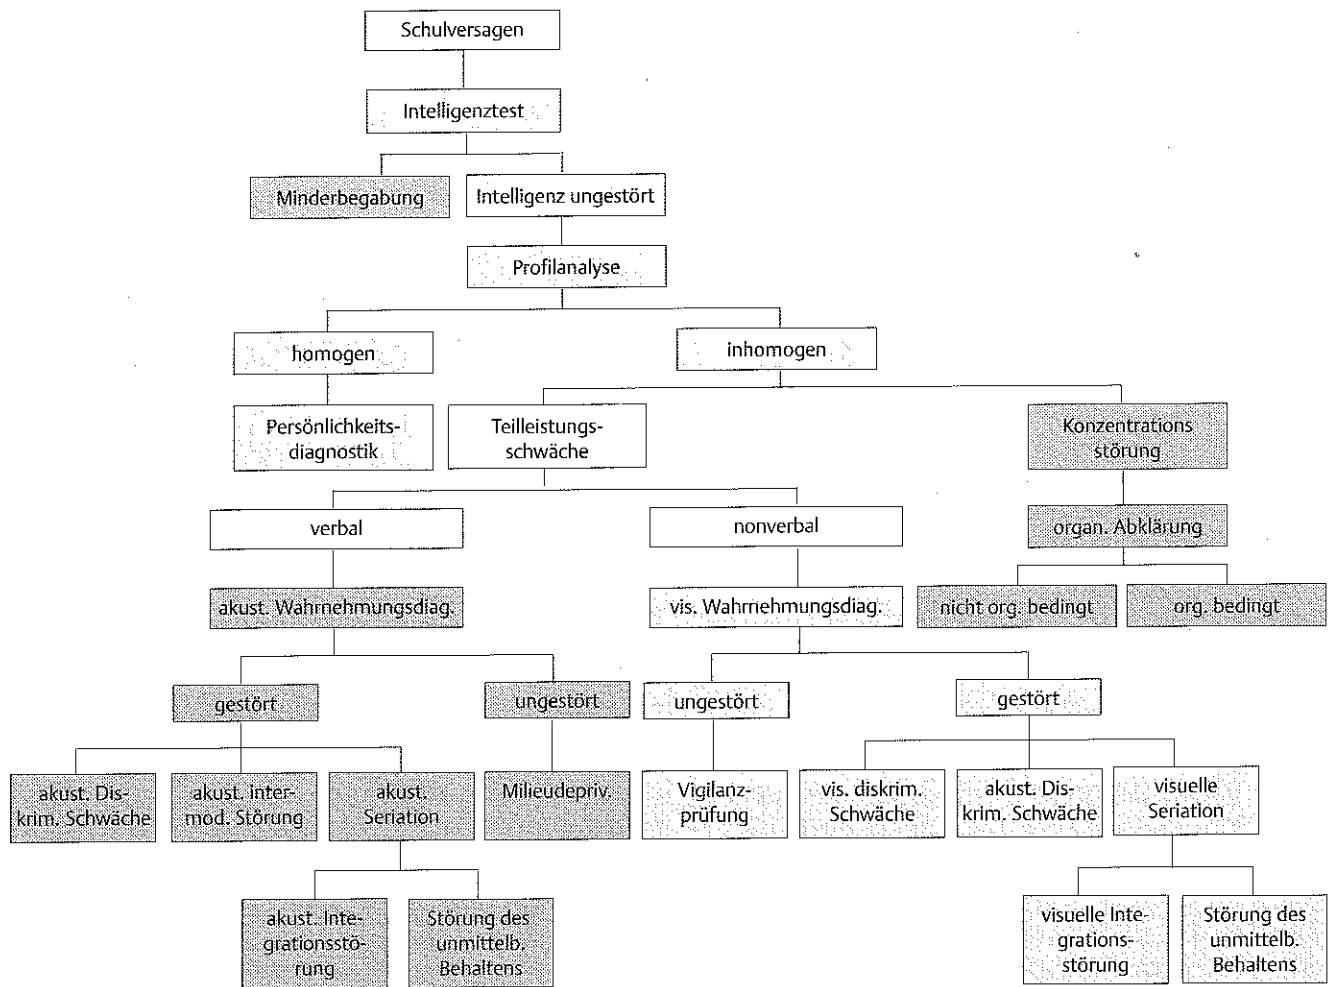 Schulversagen
Intelligenztest
Minderbegabung
Intelligenz ungestört
Profilanalyse
homogen
inhomogen
Persönlichkeits-
diagnostik
Teilleistungs-
schwäche
Konzentrations
störung
verbal
nonverbal
organ. Abklärung
akust. Wahrnehmungsdiag.
vis. Wahrnehmungsdiag.
nicht org. bedingt
org. bedingt
gestört
ungestört
ungestört
gestört
akust. Dis-
krim. Schwäche
akust. inter-
mod. Störung
akust.
Seriation
Milieudepriv.
Vigilanz-
prüfung
vis. diskrim.
Schwäche
akust. Dis-
krim. Schwäche
visuelle
Seriation
akust. Inte-
grationsstö-
rung
Störung des
unmittelb.
Behaltens
visuelle Inte-
grations-
störung
Störung des
unmittelb.
Behaltens